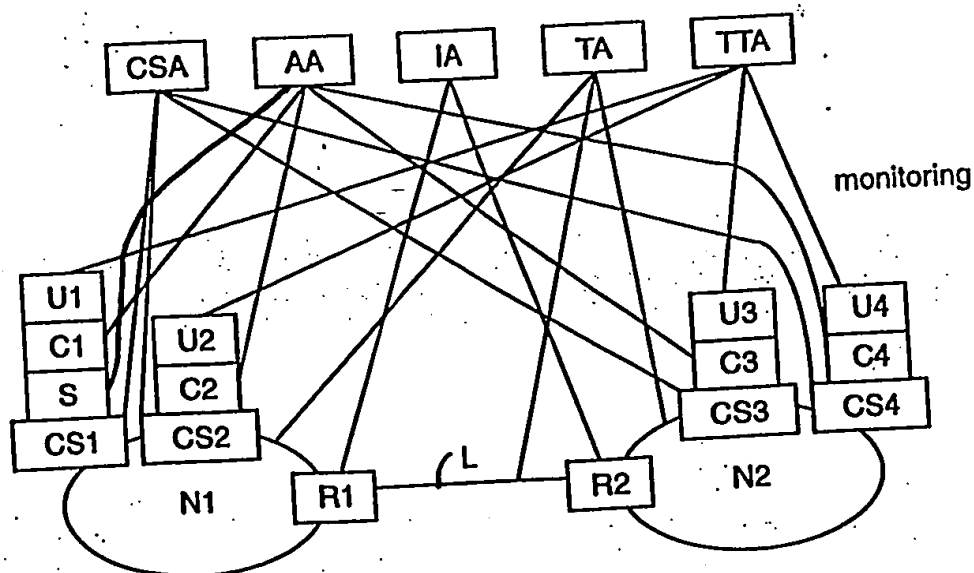 CSA AA IA TA TTA
monitoring
U1
C1
S
CS1
U2
C2
CS2
U3
C3
CS3
U4
C4
CS4
N1
R1
L
R2
N2